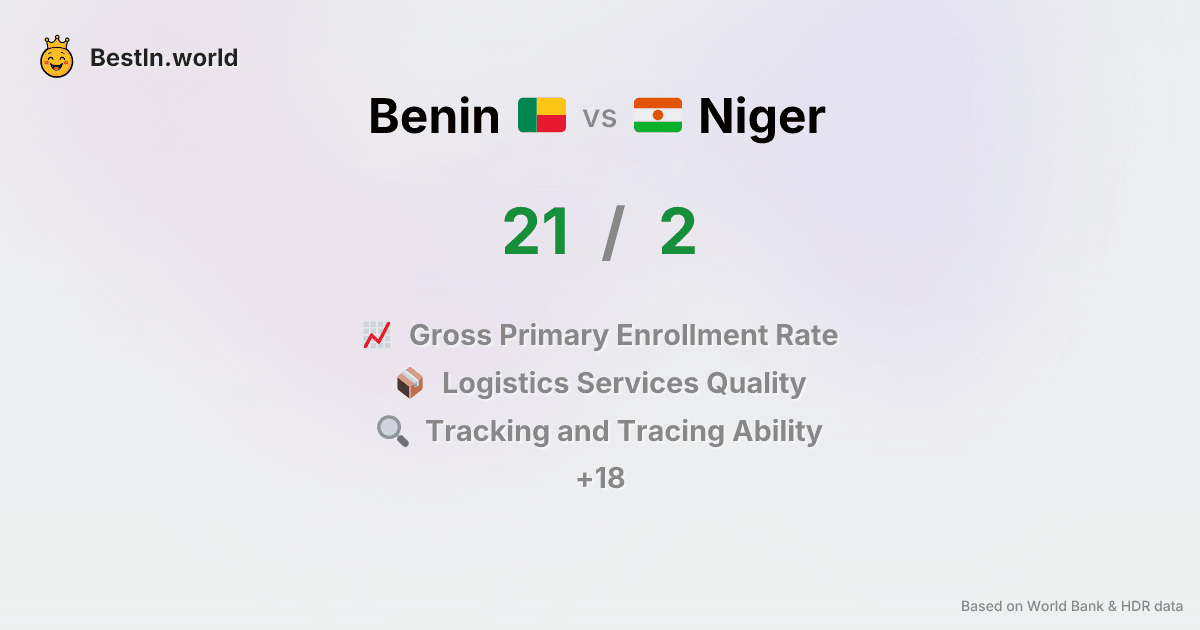 BestIn.world
Benin vs Niger
21 / 2
Gross Primary Enrollment Rate
Logistics Services Quality
Tracking and Tracing Ability
+18
Based on World Bank & HDR data